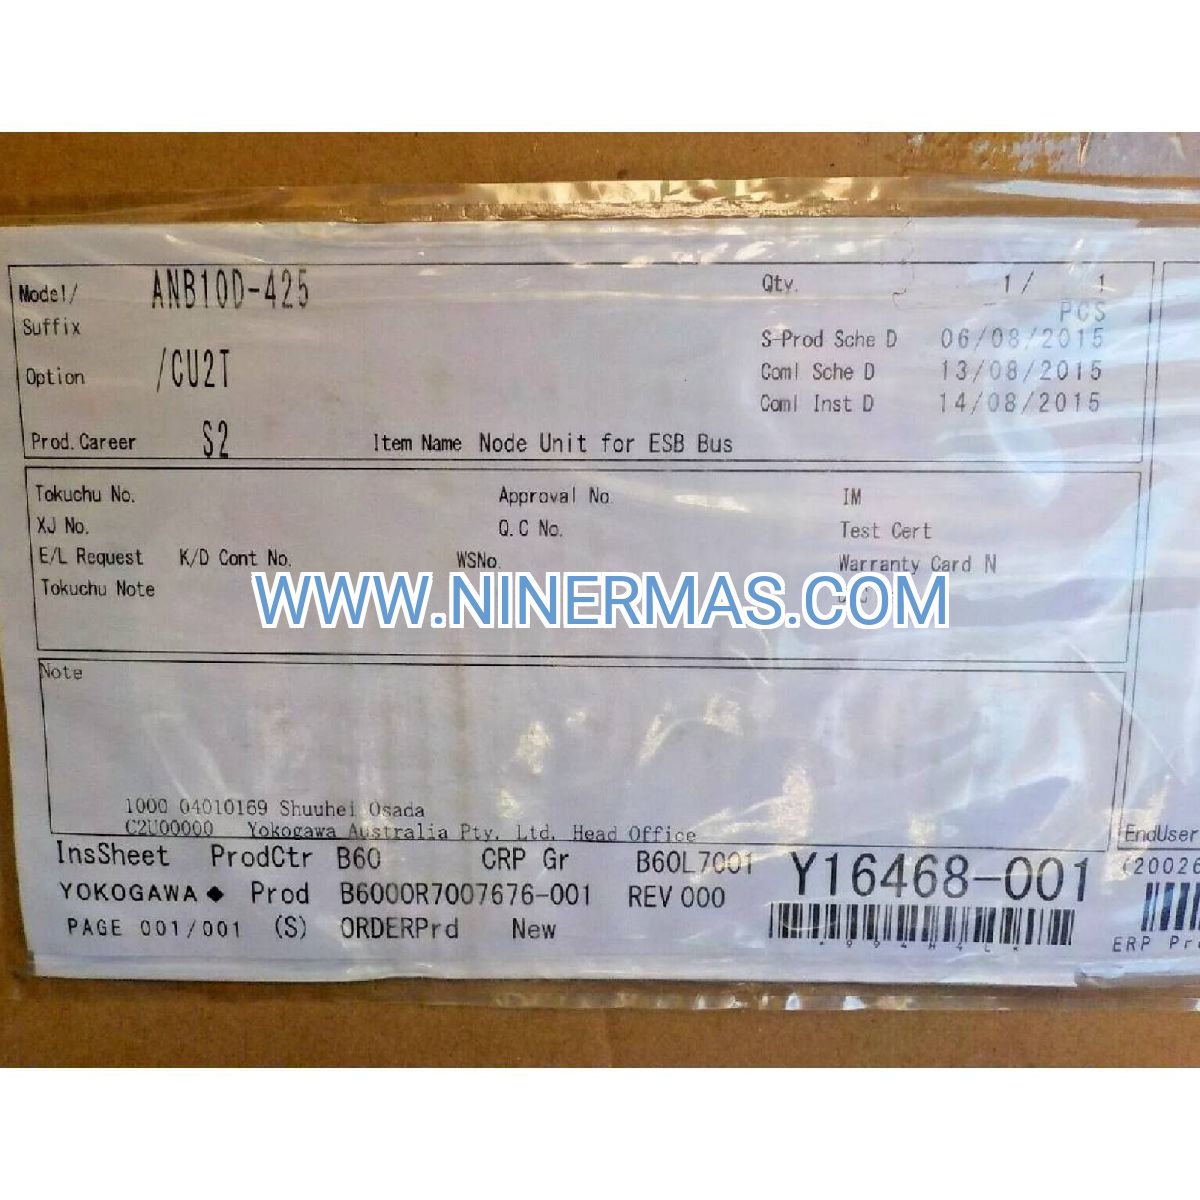 Model/ ANB10D-425 Qty. 1/ 1
Suffix PCS
S-Prod Sche D 06/08/2015
Option /CU2T Coml Sche D 13/08/2015
Coml Inst D 14/08/2015
Prod.Career S2 Item Name Node Unit for ESB Bus
Tokuchu No. Approval No. IM
XJ No. Q.C No. Test Cert
E/L Request K/D Cont No. WSNo. Warranty Card N
Tokuchu Note
WWW.NINERMAS.COM
Note
1000 04010169 Shuuhei Osada
C2U00000 Yokogawa Australia Pty. Ltd. Head Office
EndUser
InsSheet ProdCtr B60 CRP Gr B60L7001 Y16468-001
(20026
YOKOGAWA Prod B6000R7007676-001 REV 000
PAGE 001/001 (S) ORDERPrd New
ERP Pr